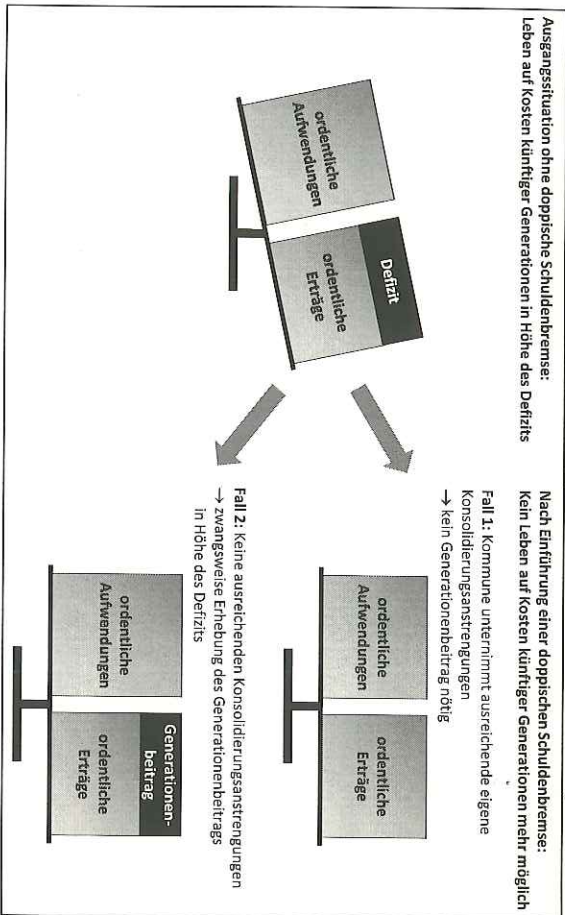 Ausgangssituation ohne doppische Schuldenbremse:
Leben auf Kosten künftiger Generationen in Höhe des Defizits
ordentliche
Aufwendungen
Defizit
ordentliche
Erträge
Nach Einführung einer doppischen Schuldenbremse:
Kein Leben auf Kosten künftiger Generationen mehr möglich
Fall 1: Kommune unternimmt ausreichende eigene
Konsolidierungsanstrengungen
→ kein Generationenbeitrag nötig
ordentliche
Aufwendungen
ordentliche
Erträge
Fall 2: Keine ausreichenden Konsolidierungsanstrengungen
→ zwangsweise Erhebung des Generationenbeitrags
in Höhe des Defizits
ordentliche
Aufwandungen
Generationen-
beitrag
ordentliche
Erträge